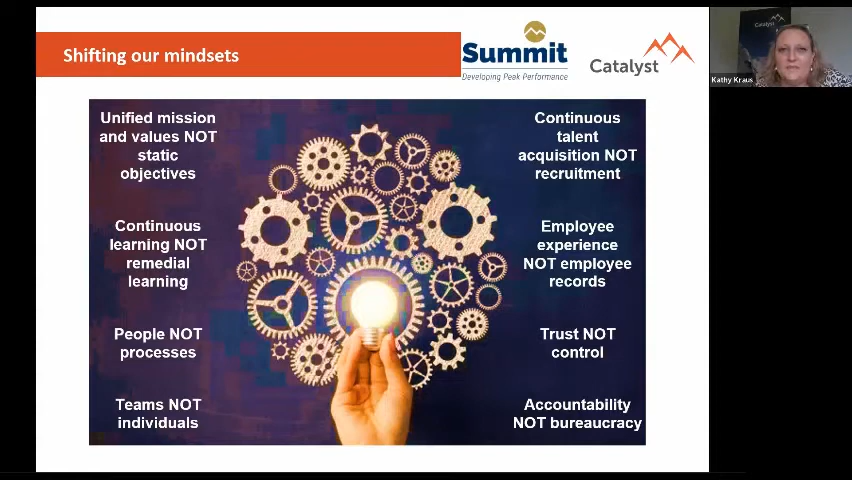 Shifting our mindsets
Summit
Developing Peak Performance
Catalyst
Catalyst
Kathy Kraus
Unified mission
and values NOT
static
objectives
Continuous
learning NOT
remedial
learning
People NOT
processes
Teams NOT
individuals
Continuous
talent
acquisition NOT
recruitment
Employee
experience
NOT employee
records
Trust NOT
control
Accountability
NOT bureaucracy